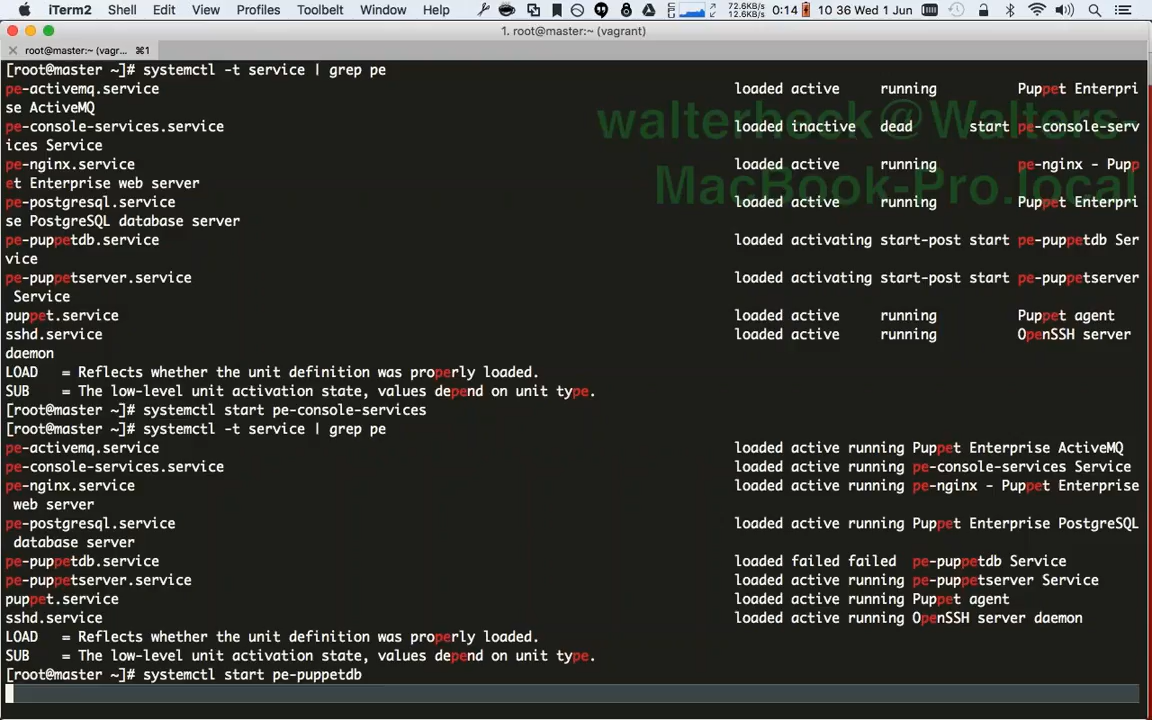 iTerm2 Shell Edit View Profiles Toolbelt Window Help 72.6KB/s 12.6KB/s 0:14 10 36 Wed 1 Jun
1. root@master:~ (vagrant)
root@master:~ (vagr... ⌘1
[root@master ~]# systemctl -t service | grep pe
pe-activemq.service loaded active running Puppet Enterpri
se ActiveMQ
pe-console-services.service loaded inactive dead start pe-console-serv
ices Service
pe-nginx.service loaded active running pe-nginx - Pupp
et Enterprise web server
pe-postgresql.service loaded active running Puppet Enterpri
se PostgreSQL database server
pe-puppetdb.service loaded activating start-post start pe-puppetdb Ser
vice
pe-puppetserver.service loaded activating start-post start pe-puppetserver
Service
puppet.service loaded active running Puppet agent
sshd.service loaded active running OpenSSH server
daemon
LOAD = Reflects whether the unit definition was properly loaded.
SUB = The low-level unit activation state, values depend on unit type.
[root@master ~]# systemctl start pe-console-services
[root@master ~]# systemctl -t service | grep pe
pe-activemq.service loaded active running Puppet Enterprise ActiveMQ
pe-console-services.service loaded active running pe-console-services Service
pe-nginx.service loaded active running pe-nginx - Puppet Enterprise
web server
pe-postgresql.service loaded active running Puppet Enterprise PostgreSQL
database server
pe-puppetdb.service loaded failed failed pe-puppetdb Service
pe-puppetserver.service loaded active running pe-puppetserver Service
puppet.service loaded active running Puppet agent
sshd.service loaded active running OpenSSH server daemon
LOAD = Reflects whether the unit definition was properly loaded.
SUB = The low-level unit activation state, values depend on unit type.
[root@master ~]# systemctl start pe-puppetdb
walterheck@Walters-
MacBook-Pro.local